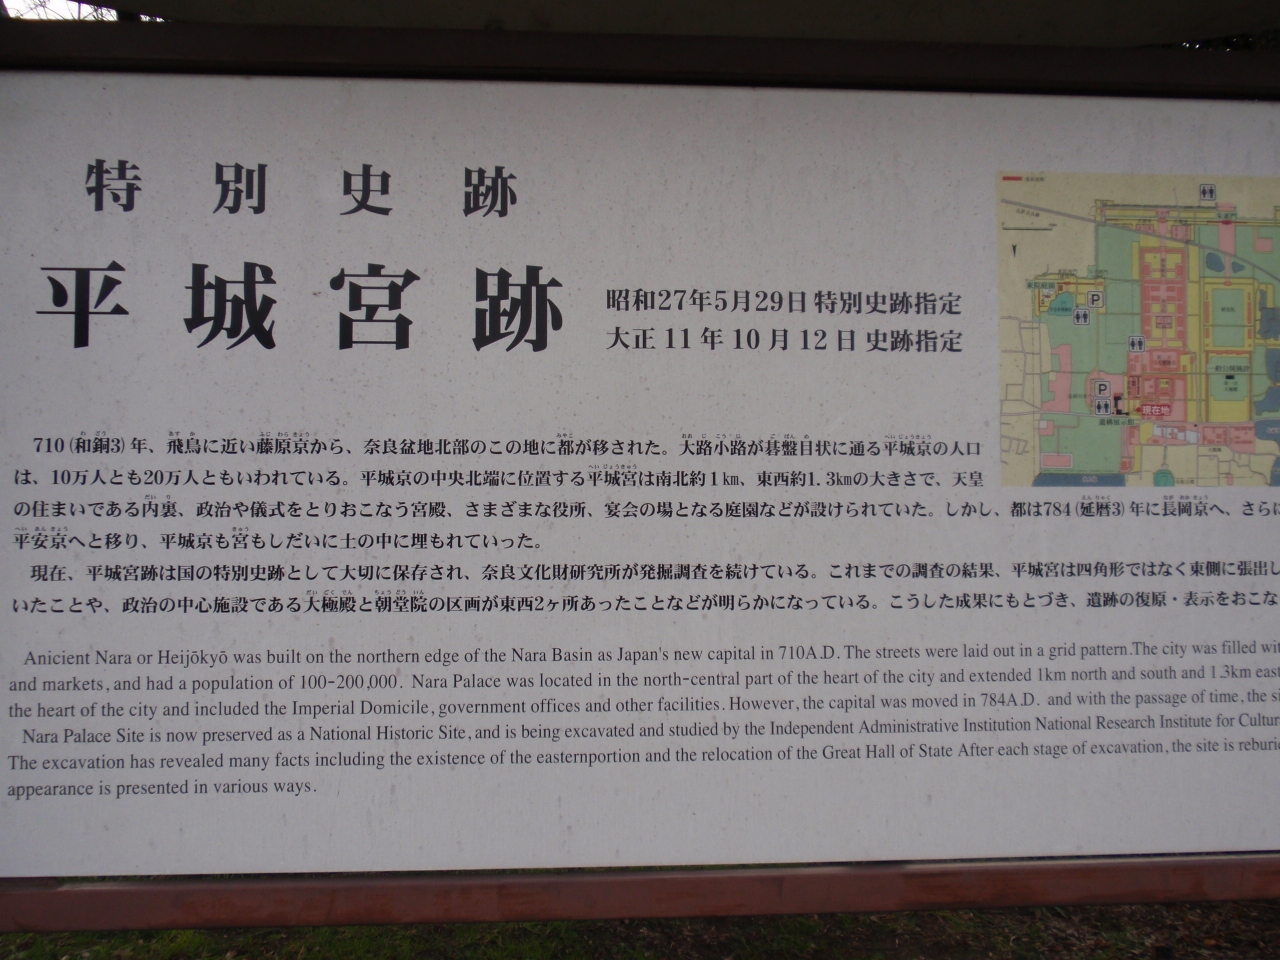 特別史跡
平城宮跡
昭和27年5月29日 特別史跡指定
大正11年10月12日 史跡指定
710(和銅3)年、飛鳥に近い藤原京から、奈良盆地北部のこの地に都が移された。大路小路が碁盤目状に通る平城京の人口
は、10万人とも20万人ともいわれている。平城京の中央北端に位置する平城宮は南北約1km、東西約1.3kmの大きさで、天皇
の住まいである内裏、政治や儀式をとりおこなう宮殿、さまざまな役所、宴会の場となる庭園などが設けられていた。しかし、都は784(延暦3)年に長岡京へ、さらに
平安京へと移り、平城京も宮もしだいに土の中に埋もれていった。
現在、平城宮跡は国の特別史跡として大切に保存され、奈良文化財研究所が発掘調査を続けている。これまでの調査の結果、平城宮は四角形ではなく東側に張出し
いたことや、政治の中心施設である大極殿と朝堂院の区画が東西2ヶ所あったことなどが明らかになっている。こうした成果にもとづき、遺跡の復原・表示をおこな
Anicient Nara or Heijōkyō was built on the northern edge of the Nara Basin as Japan's new capital in 710A.D. The streets were laid out in a grid pattern.The city was filled wit
and markets, and had a population of 100-200,000. Nara Palace was located in the north-central part of the heart of the city and extended 1km north and south and 1.3km east
the heart of the city and included the Imperial Domicile, government offices and other facilities. However, the capital was moved in 784A.D. and with the passage of time, the si
Nara Palace Site is now preserved as a National Historic Site, and is being excavated and studied by the Independent Administrative Institution National Research Institute for Cultura
The excavation has revealed many facts including the existence of the easternportion and the relocation of the Great Hall of State After each stage of excavation, the site is reburie
appearance is presented in various ways.
P
P
現在地